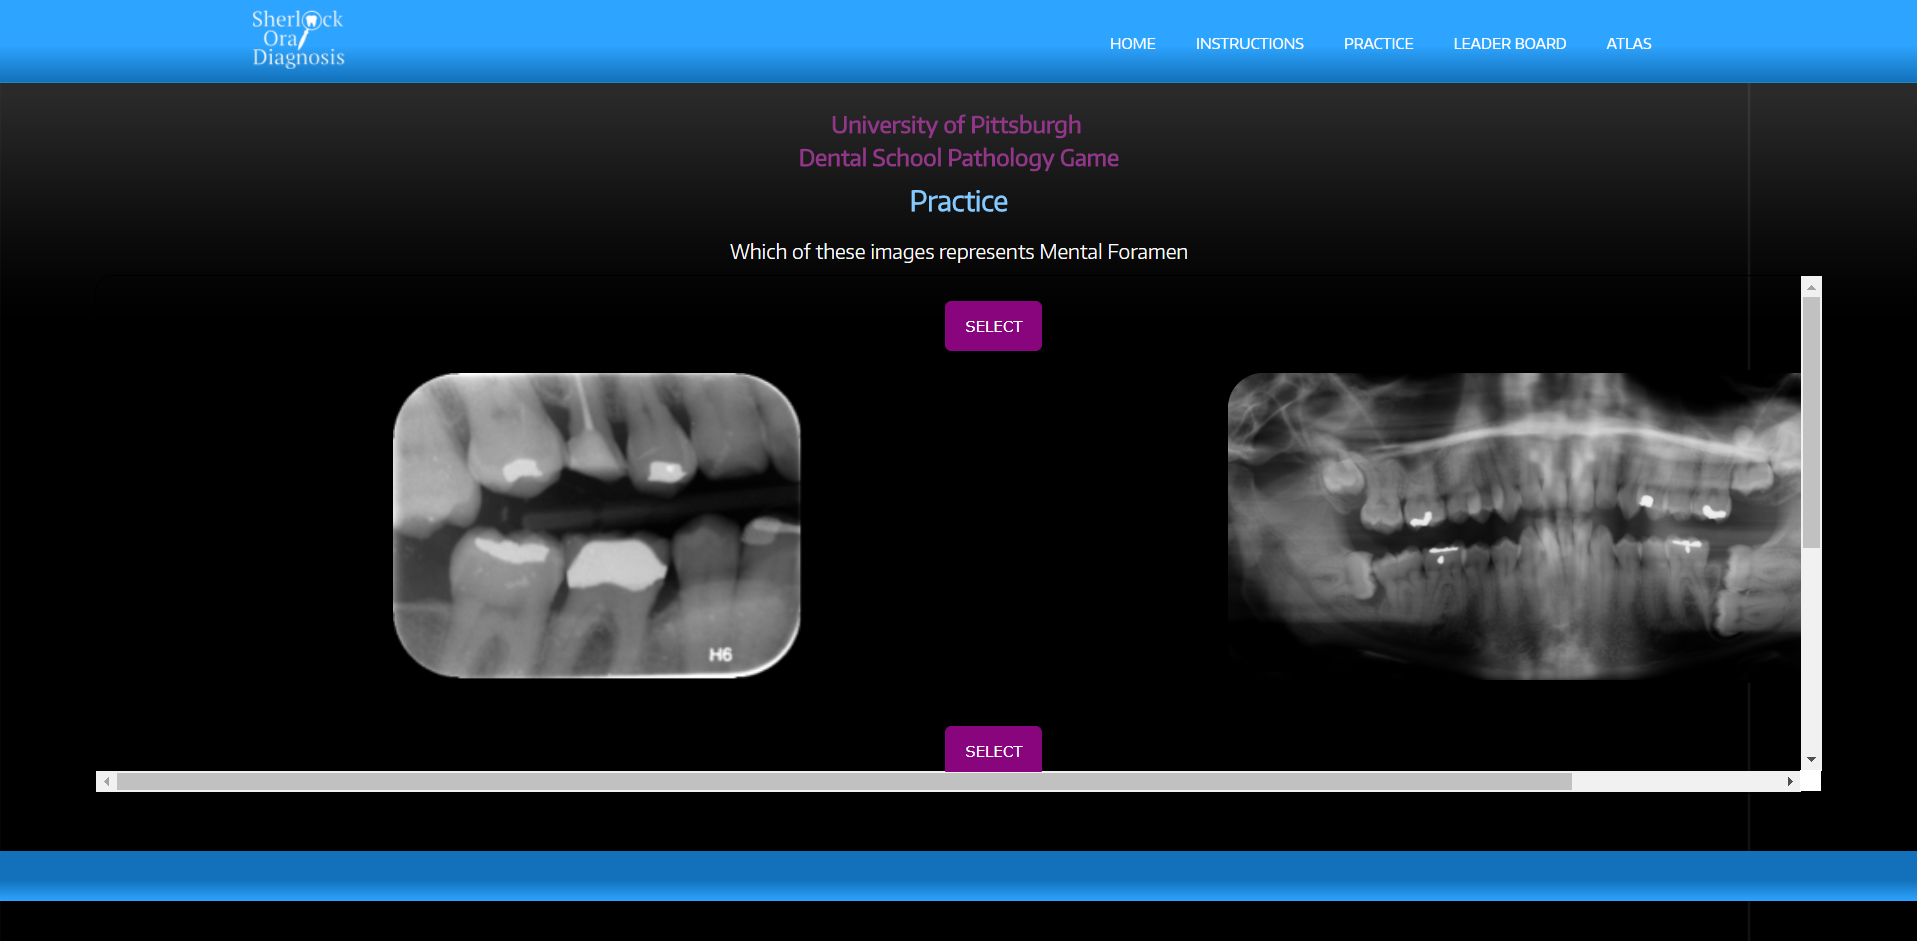 Sherlock
Oral
Diagnosis
HOME INSTRUCTIONS PRACTICE LEADER BOARD ATLAS
University of Pittsburgh
Dental School Pathology Game
Practice
Which of these images represents Mental Foramen
SELECT
H6
SELECT